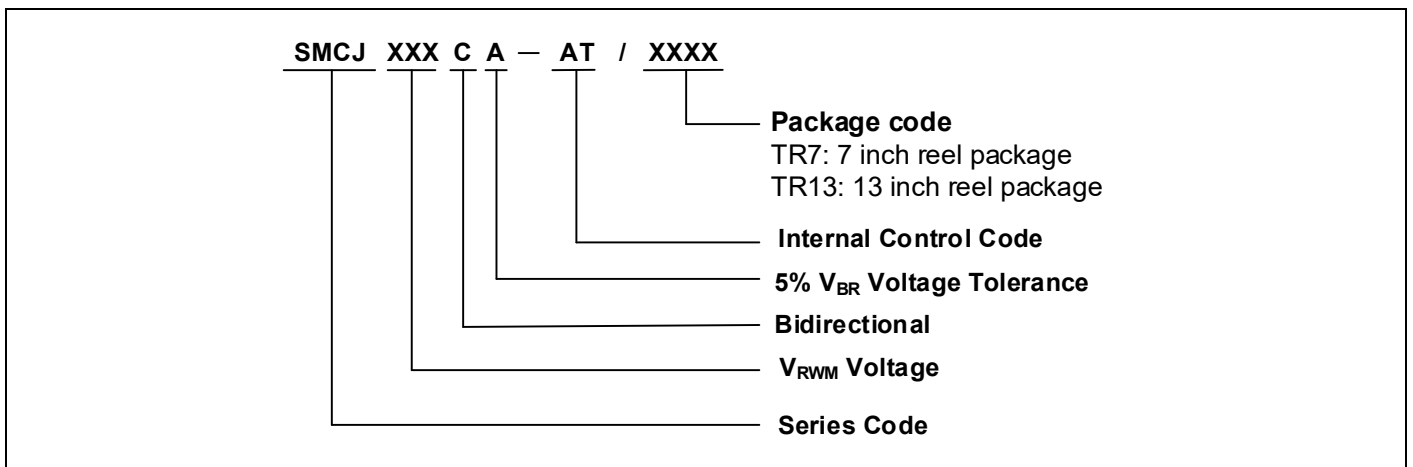 SMCJ XXX C A — AT / XXXX
Package code
TR7: 7 inch reel package
TR13: 13 inch reel package
Internal Control Code
5% VBR Voltage Tolerance
Bidirectional
VRWM Voltage
Series Code